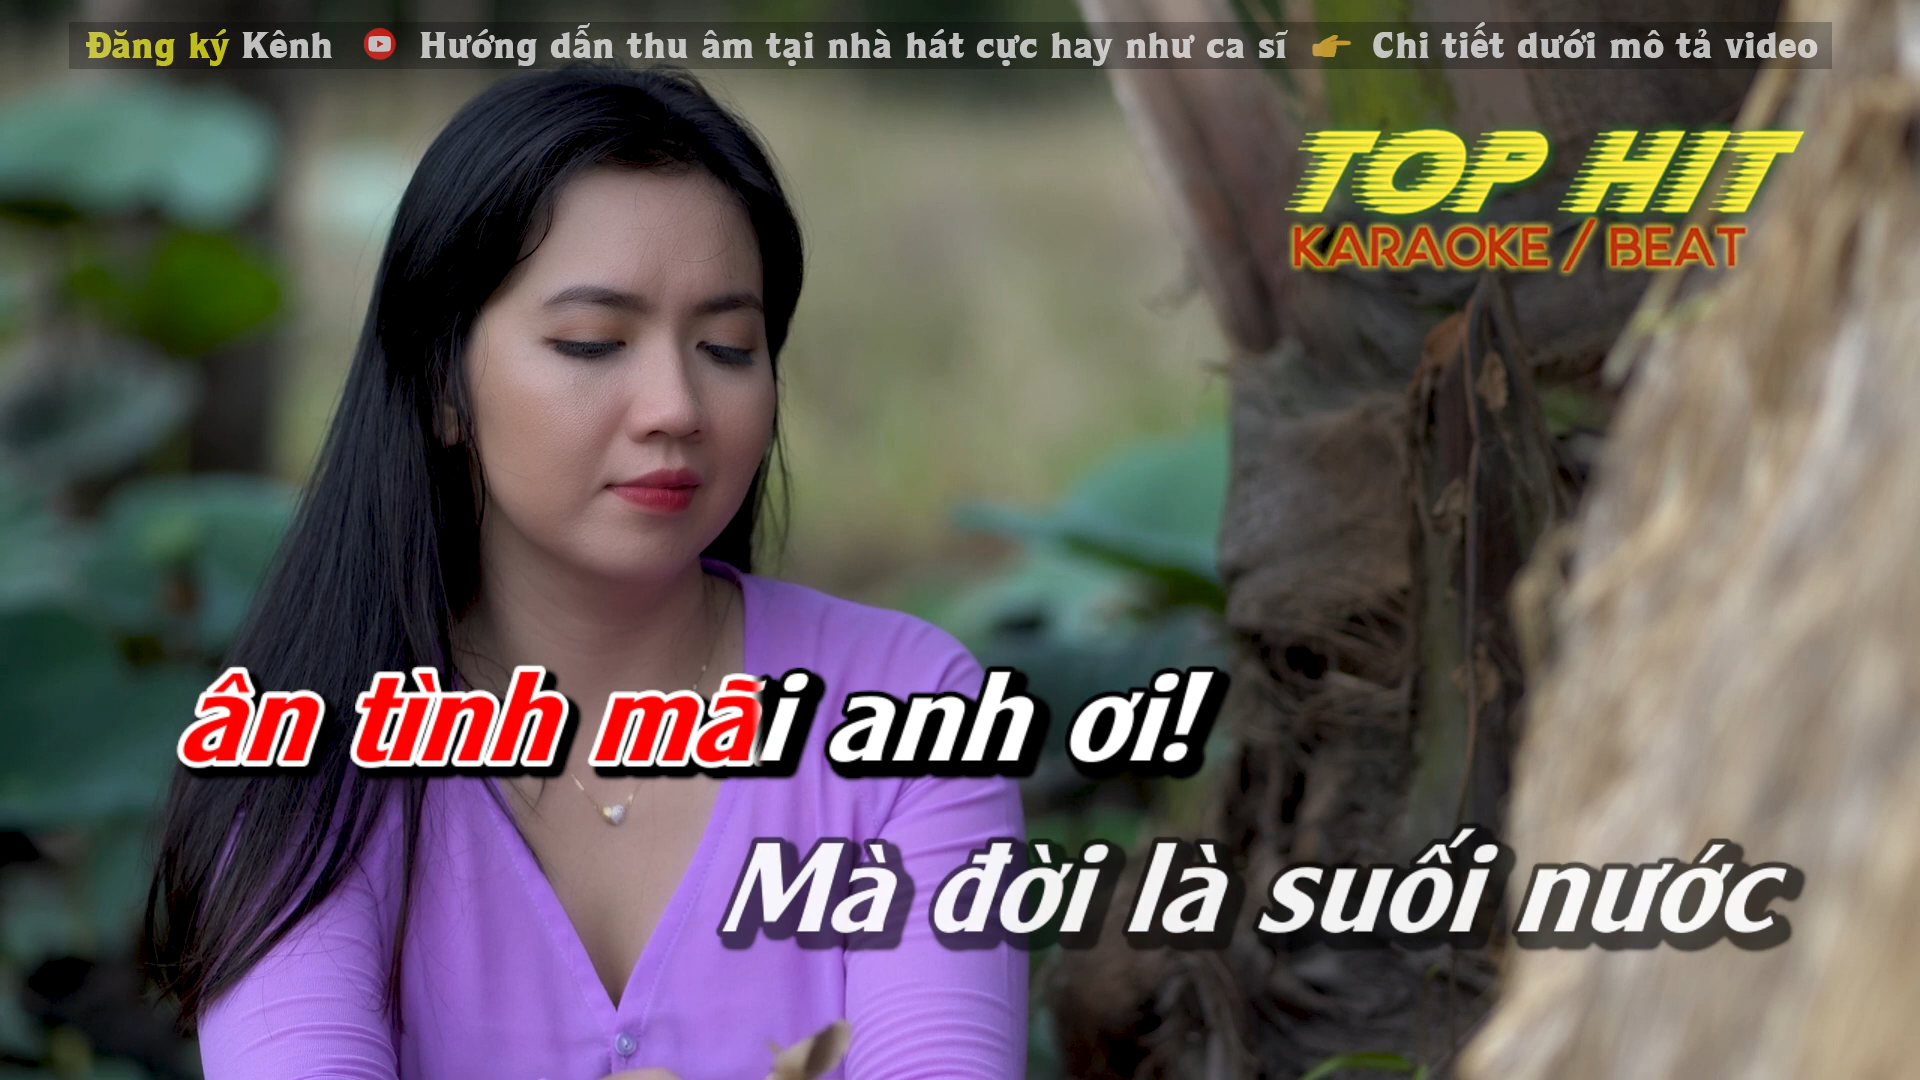 Đăng ký Kênh Hướng dẫn thu âm tại nhà hát cực hay như ca sĩ Chi tiết dưới mô tả video
TOP HIT
KARAOKE / BEAT
ân tình mãi anh ơi!
Mà đời là suối nước